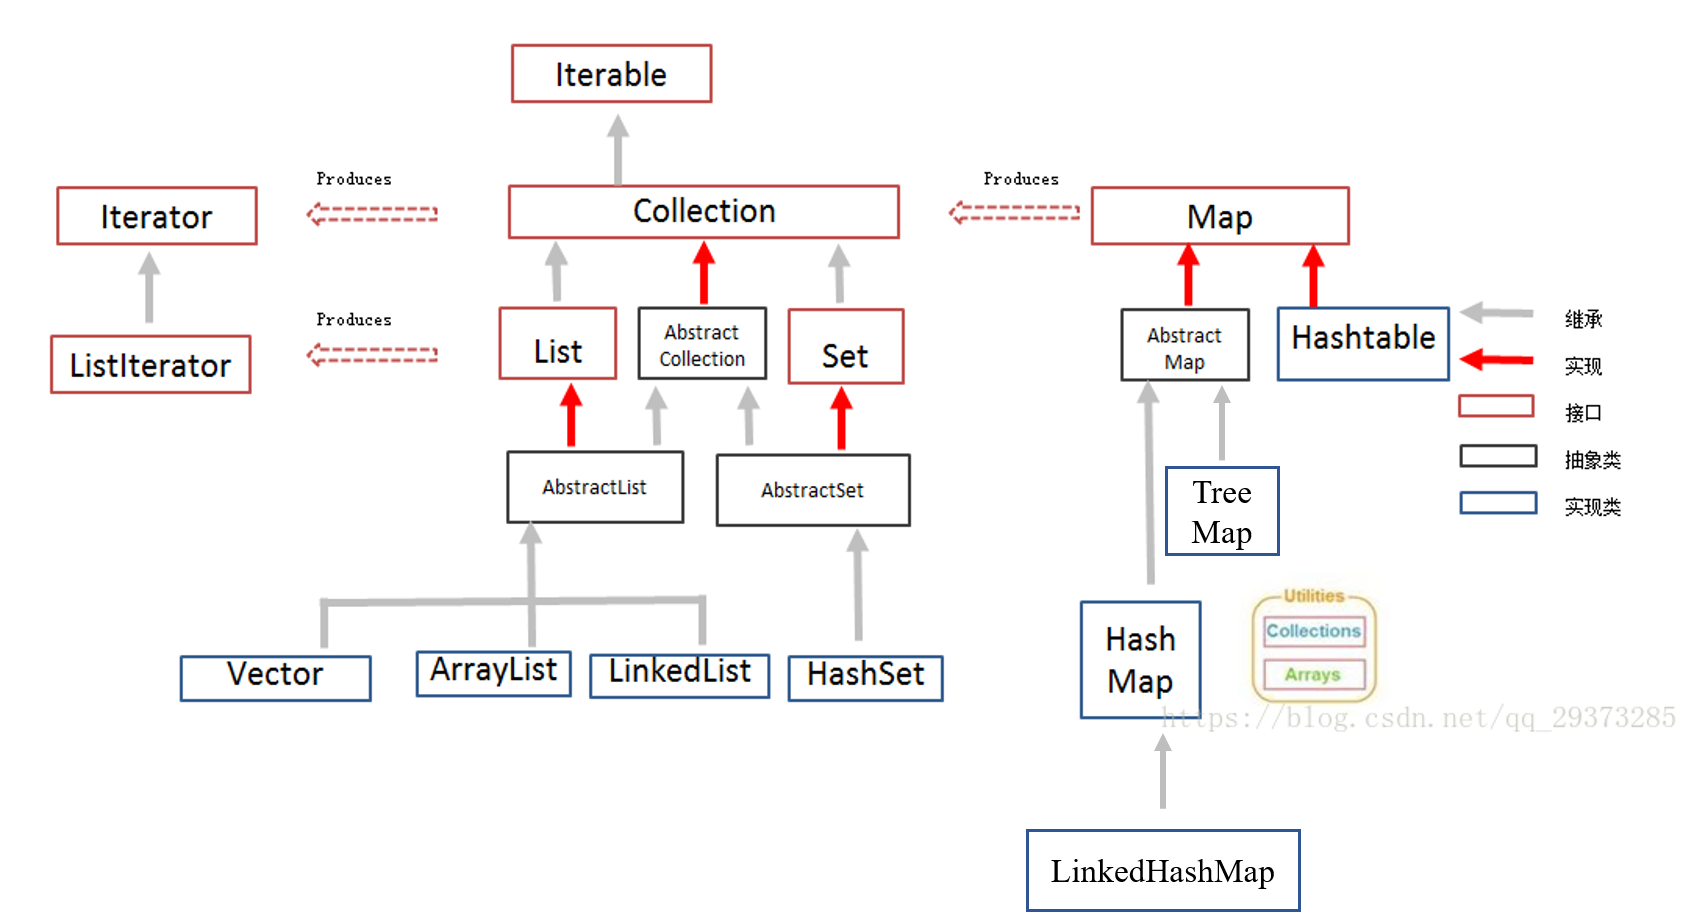 Iterable
Produces
Produces
Iterator
Collection
Map
Produces
ListIterator
List
Abstract
Collection
Set
Abstract
Map
Hashtable
继承
实现
接口
抽象类
实现类
AbstractList
AbstractSet
Tree
Map
Vector
ArrayList
LinkedList
HashSet
Hash
Map
Utilities
Collections
Arrays
https://blog.csdn.net/qq_29373285
LinkedHashMap